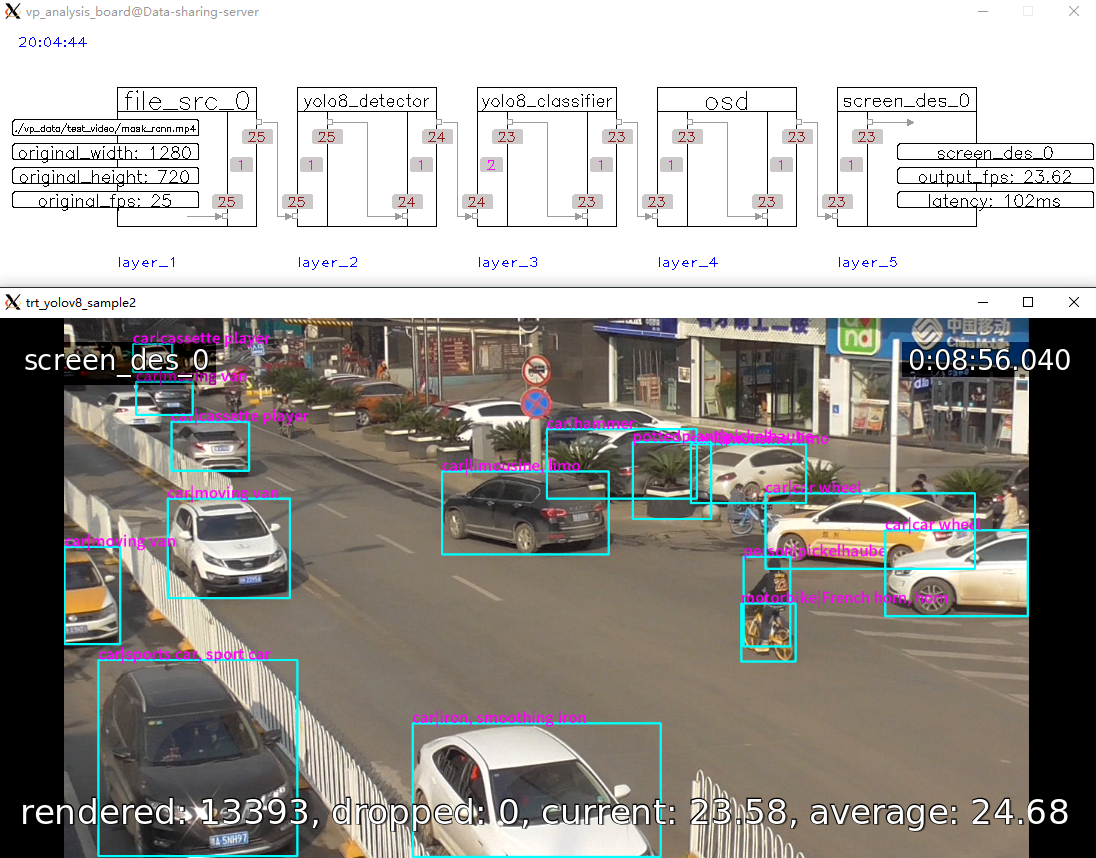 vp_analysis_board@Data-sharing-server
20:04:44
file_src_0
yolo8_detector
yolo8_classifier
osd
screen_des_0
./vp_data/test_video/mask_rcnn.mp4
original_width: 1280
original_height: 720
original_fps: 25
25
1
25
25
1
25
24
1
24
23
2
24
23
1
23
23
1
23
23
1
23
23
1
23
screen_des_0
output_fps: 23.62
latency: 102ms
layer_1
layer_2
layer_3
layer_4
layer_5
trt_yolov8_sample2
car|cassette player
screen_des_0
0:08:56.040
中国移动
car|moving van
car|cassette player
car|hammer
car|limousine, limo
car|moving van
car|car wheel
car|car wheel
car|moving van
person|pickelhaube
motorbike|French horn, horn
car|sports car, sport car
car|iron, smoothing iron
rendered: 13393, dropped: 0, current: 23.58, average: 24.68